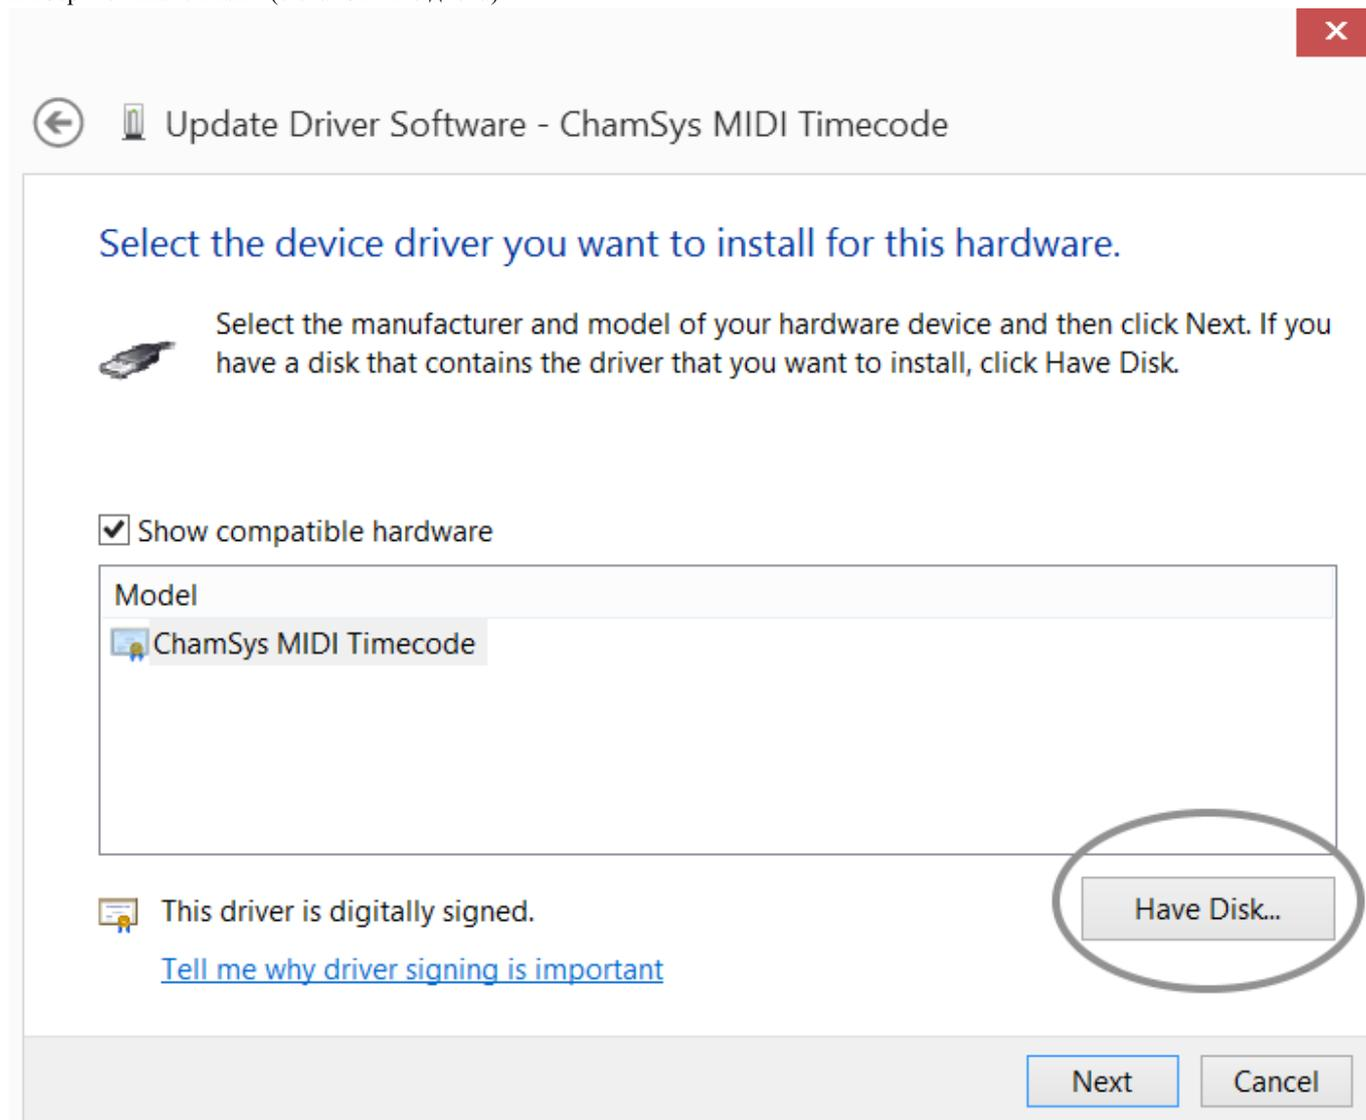 Update Driver Software - ChamSys MIDI Timecode
Select the device driver you want to install for this hardware.
Select the manufacturer and model of your hardware device and then click Next. If you
have a disk that contains the driver that you want to install, click Have Disk.
Show compatible hardware
Model
ChamSys MIDI Timecode
This driver is digitally signed.
Have Disk...
Tell me why driver signing is important
Next
Cancel